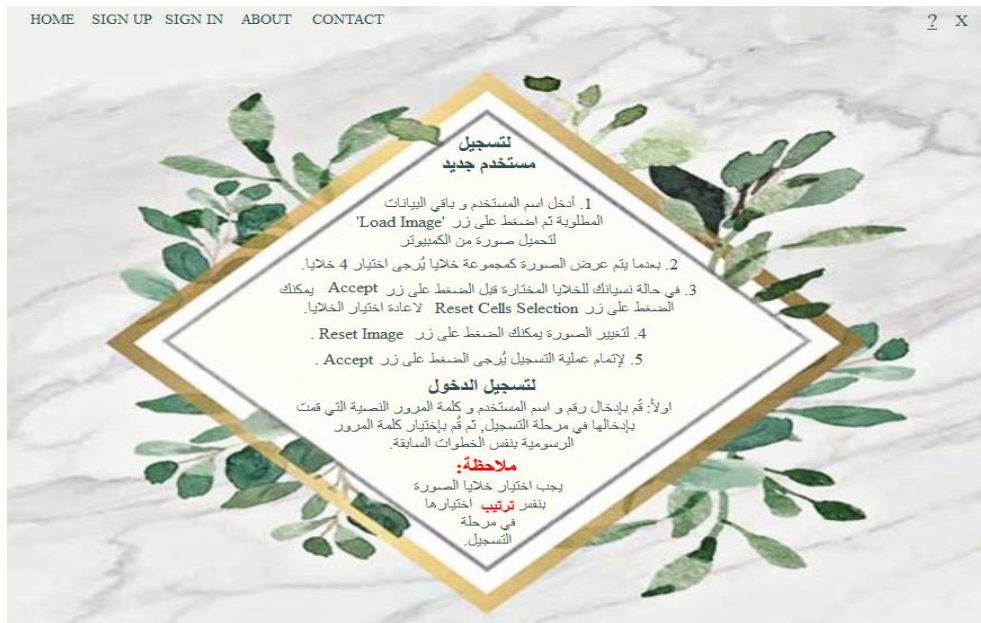 HOME SIGN UP SIGN IN ABOUT CONTACT ? X
لتسجيل
مستخدم جديد
1. أدخل اسم المستخدم و باقي البيانات
المطلوبة ثم اضغط على زر 'Load Image'
لتحميل صورة من الكمبيوتر
2. بعدما يتم عرض الصورة كمجموعة خلايا يُرجى اختيار 4 خلايا.
3. في حالة نسيانك للخلايا المختارة قبل الضغط على زر Accept يمكنك
الضغط على زر Reset Cells Selection لاعادة اختيار الخلايا.
4. لتغيير الصورة يمكنك الضغط على زر Reset Image .
5. لإتمام عملية التسجيل يُرجى الضغط على زر Accept .
لتسجيل الدخول
اولاً: قُم بإدخال رقم و اسم المستخدم و كلمة المرور النصية التي قمت
بإدخالها في مرحلة التسجيل, ثم قُم بإختيار كلمة المرور
الرسومية بنفس الخطوات السابقة.
ملاحظة:
يجب اختيار خلايا الصورة
بنفس ترتيب اختيارها
في مرحلة
التسجيل.